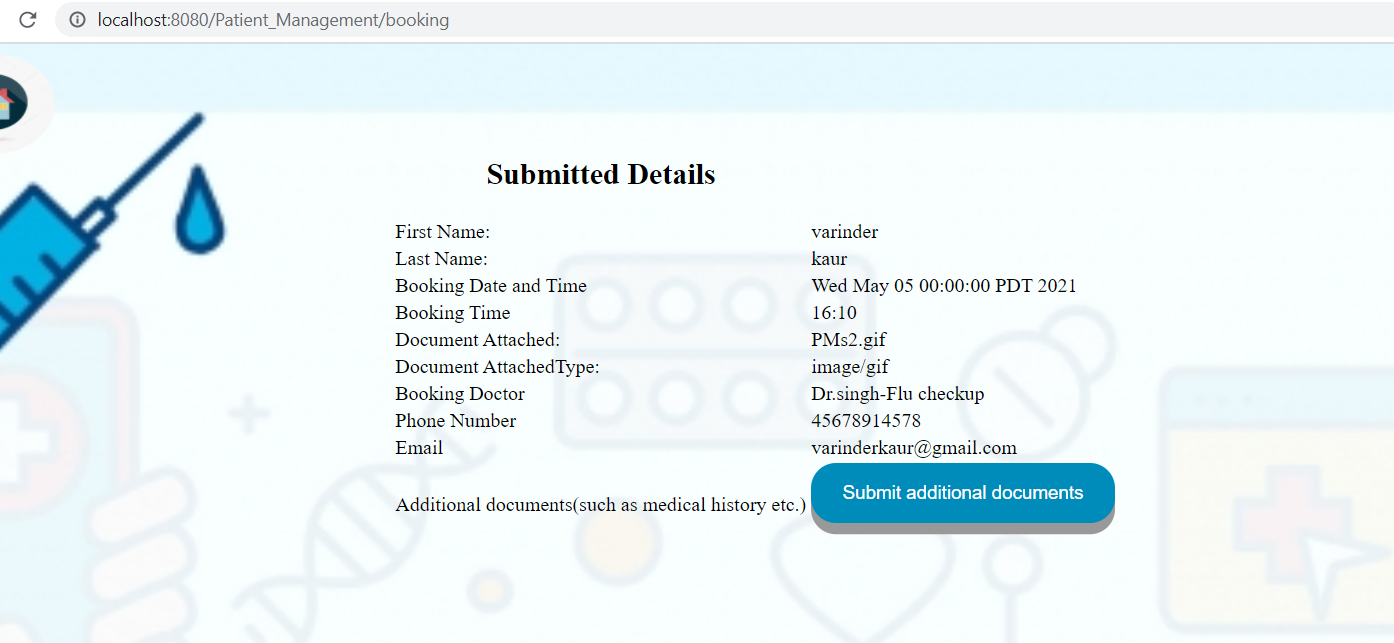 localhost:8080/Patient_Management/booking
Submitted Details
First Name: varinder
Last Name: kaur
Booking Date and Time Wed May 05 00:00:00 PDT 2021
Booking Time 16:10
Document Attached: PMs2.gif
Document AttachedType: image/gif
Booking Doctor Dr.singh-Flu checkup
Phone Number 45678914578
Email varinderkaur@gmail.com
Additional documents(such as medical history etc.) Submit additional documents